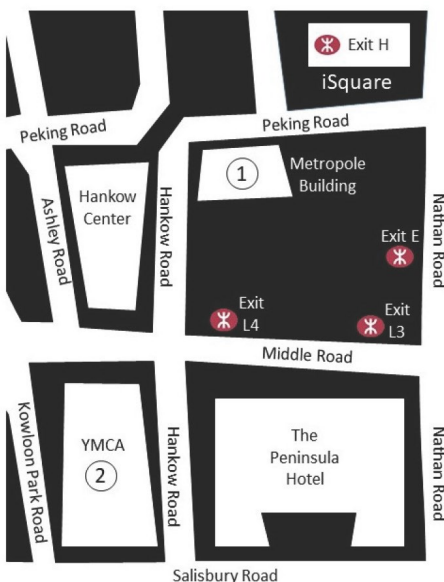 Exit H
iSquare
Peking Road
Peking Road
1
Metropole
Building
Hankow
Center
Ashley Road
Hankow Road
Nathan Road
Exit E
Exit
L4
Exit
L3
Middle Road
Kowloon Park Road
YMCA
2
Hankow Road
The
Peninsula
Hotel
Nathan Road
Salisbury Road